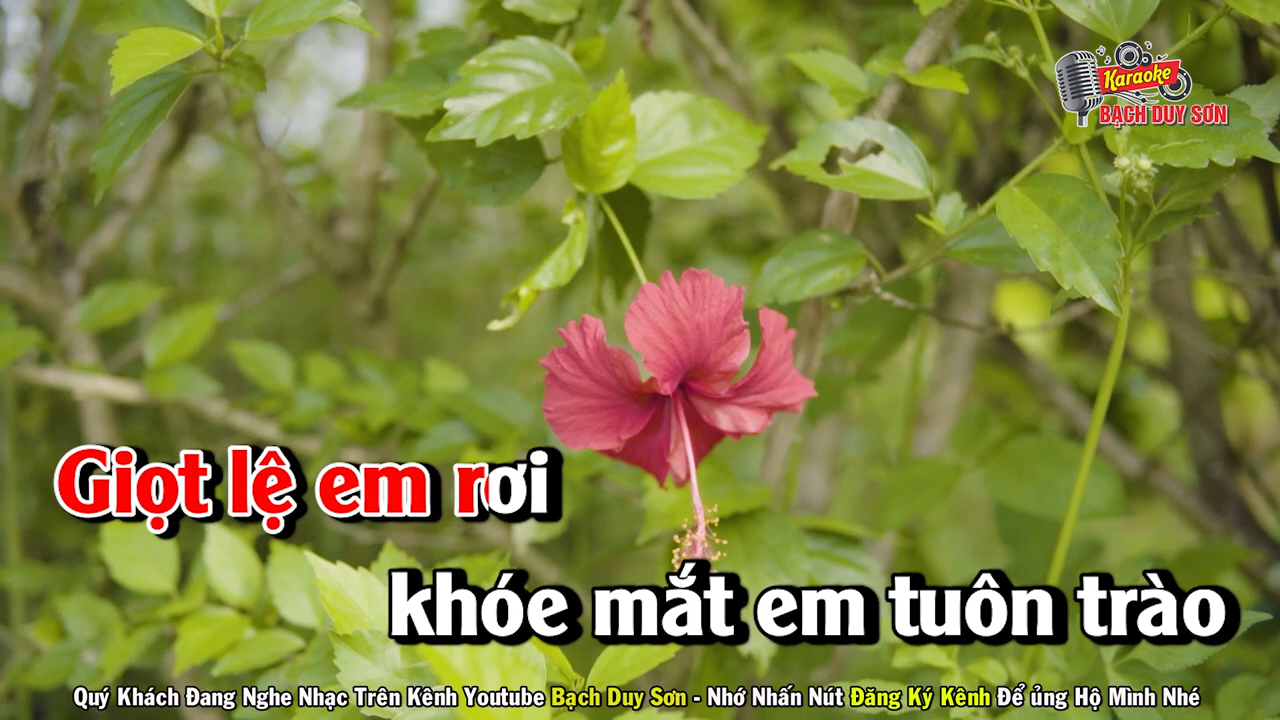 Karaoke
BẠCH DUY SƠN
Giọt lệ em rơi
khóe mắt em tuôn trào
Quý Khách Đang Nghe Nhạc Trên Kênh Youtube Bạch Duy Sơn - Nhớ Nhấn Nút Đăng Ký Kênh Để ủng Hộ Mình Nhé